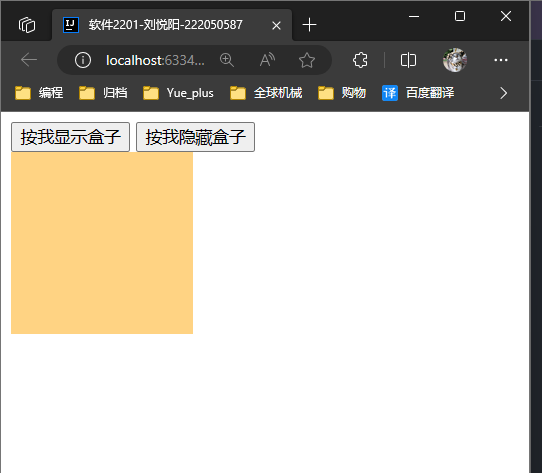 软件2201-刘悦阳-222050587
localhost:6334...
编程 归档 Yue_plus 全球机械 购物 译 百度翻译
按我显示盒子 按我隐藏盒子